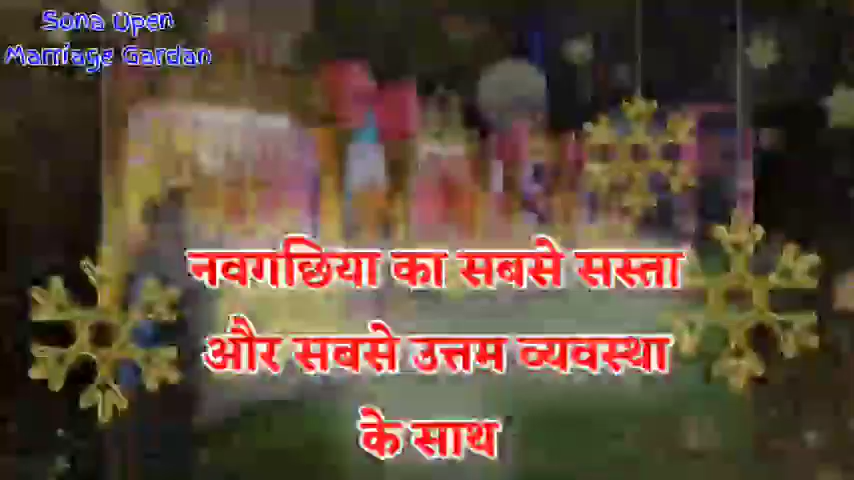 Sona Open
Marriage Gardan
नवगछिया का सबसे सस्ता
और सबसे उत्तम व्यवस्था
के साथ